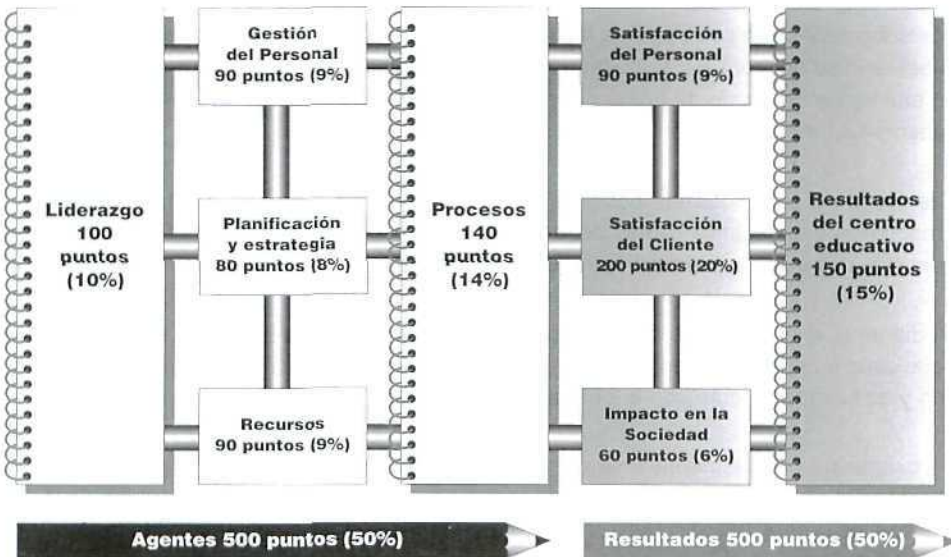 Liderazgo
100
puntos
(10%)
Gestión
del Personal
90 puntos (9%)
Planificación
y estrategia
80 puntos (8%)
Recursos
90 puntos (9%)
Procesos
140
puntos
(14%)
Satisfacción
del Personal
90 puntos (9%)
Satisfacción
del Cliente
200 puntos (20%)
Impacto en la
Sociedad
60 puntos (6%)
Resultados
del centro
educativo
150 puntos
(15%)
Agentes 500 puntos (50%)
Resultados 500 puntos (50%)